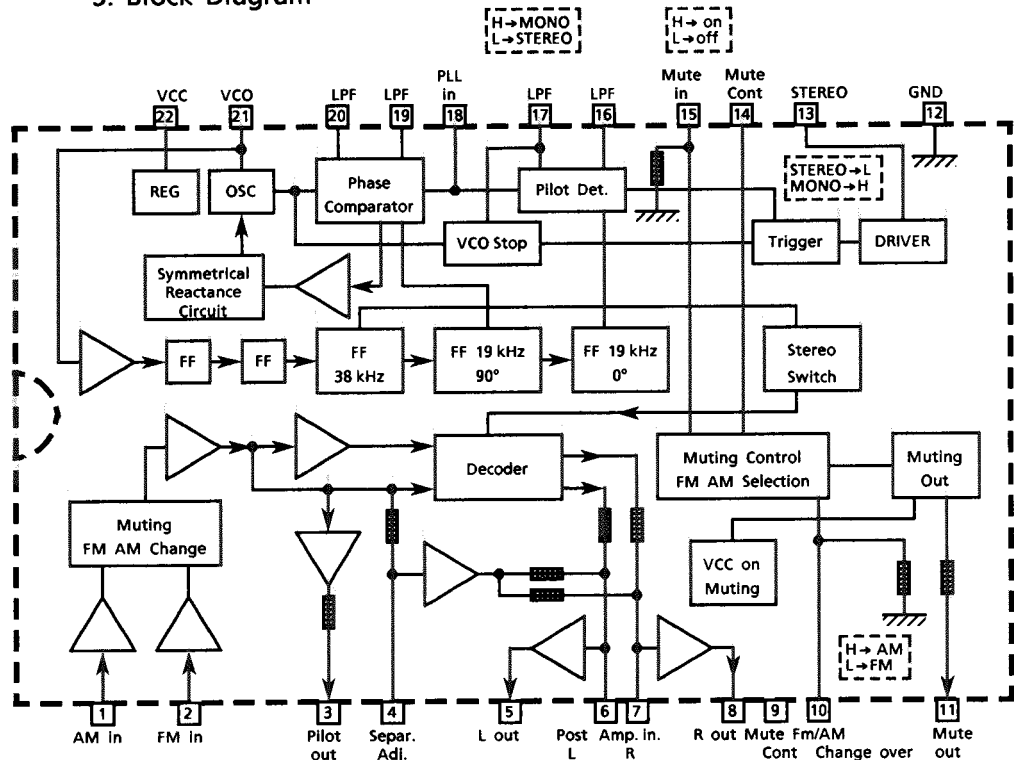 3. Block Diagram
H→MONO
L→STEREO
H→on
L→off
VCC
VCO
LPF
LPF
PLL
in
LPF
LPF
Mute
in
Mute
Cont
STEREO
GND
22
21
20
19
18
17
16
15
14
13
12
REG
OSC
Phase
Comparator
Pilot Det.
STEREO→L
MONO→H
VCO Stop
Trigger
DRIVER
Symmetrical
Reactance
Circuit
FF
FF
FF
38 kHz
FF 19 kHz
90°
FF 19 kHz
0°
Stereo
Switch
Decoder
Muting Control
FM AM Selection
Muting
Out
Muting
FM AM Change
VCC on
Muting
H→AM
L→FM
1
2
3
4
5
6
7
8
9
10
11
AM in
FM in
Pilot
out
Separ.
Adj.
L out
Post Amp. in.
L R
R out
Mute
Cont
Fm/AM
Change over
Mute
out